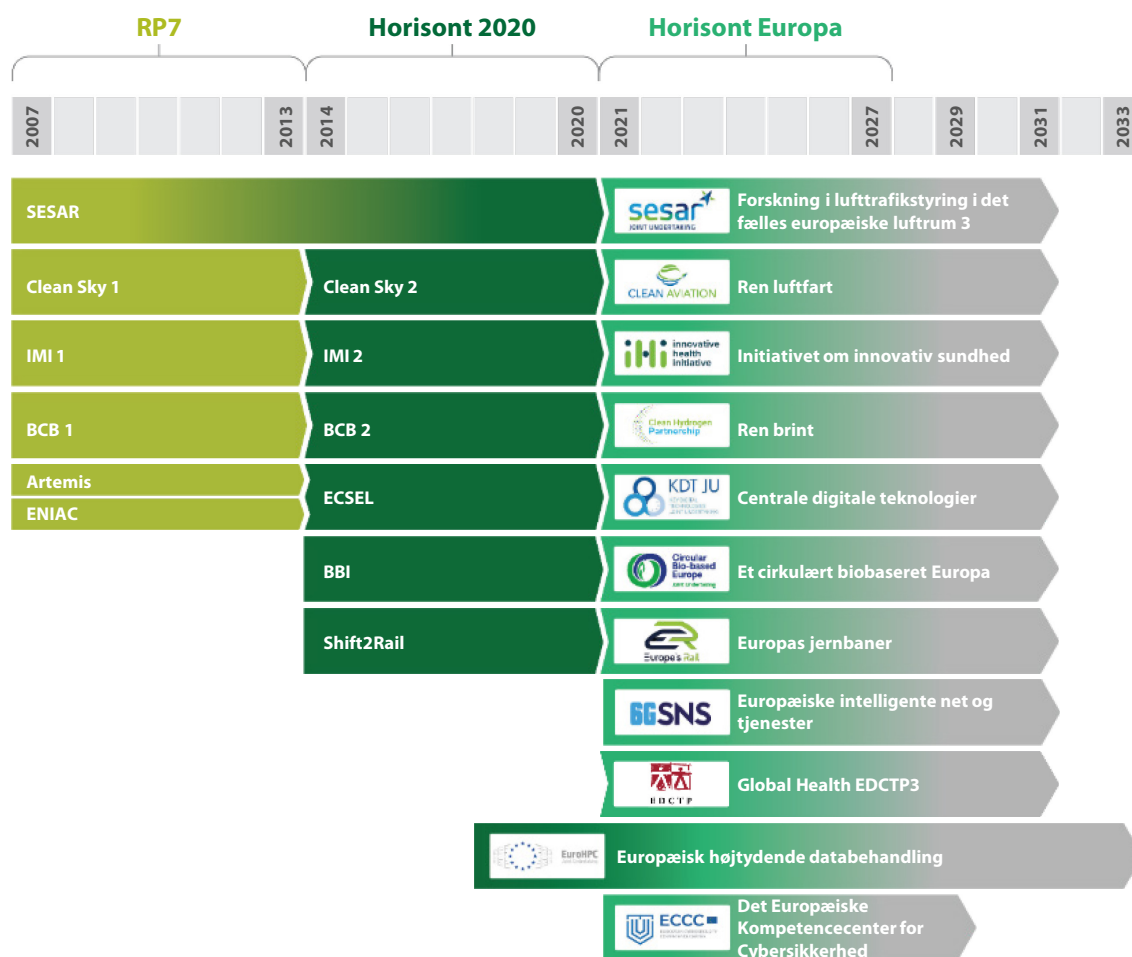 RP7
Horisont 2020
Horisont Europa
2007
2013
2014
2020
2021
2027
2029
2031
2033
SESAR
sesar
JOINT UNDERTAKING
Forskning i lufttrafikstyring i det
fælles europæiske luftrum 3
Clean Sky 1
Clean Sky 2
CLEAN AVIATION
Ren luftfart
IMI 1
IMI 2
iHi
innovative
health
initiative
Initiativet om innovativ sundhed
BCB 1
BCB 2
Clean Hydrogen
Partnership
Ren brint
Artemis
ENIAC
ECSEL
KDT JU
Centrale digitale teknologier
BBI
Circular
Bio-based
Europe
Joint Undertaking
Et cirkulært biobaseret Europa
Shift2Rail
ER
Europe's Rail
Europas jernbaner
6GSNS
Europæiske intelligente net og
tjenester
EDCTP
Global Health EDCTP3
EuroHPC
Europæisk højtydende databehandling
ECCC
Det Europæiske
Kompetencecenter for
Cybersikkerhed